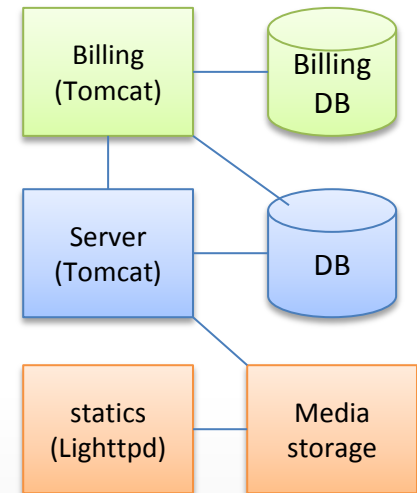 Billing
(Tomcat)
Billing
DB
Server
(Tomcat)
DB
statics
(Lighttpd)
Media
storage